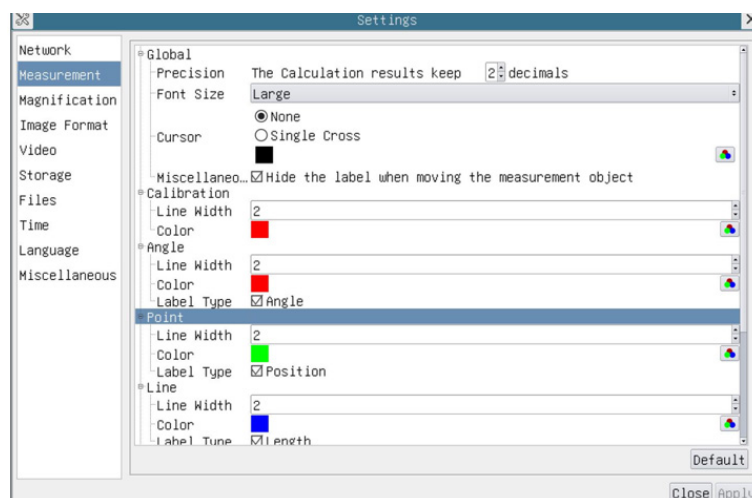 Settings
Network
Measurement
Magnification
Image Format
Video
Storage
Files
Time
Language
Miscellaneous
Global
Precision The Calculation results keep 2 decimals
Font Size Large
Cursor
None
Single Cross
Miscellaneo... Hide the label when moving the measurement object
Calibration
Line Width 2
Color
Angle
Line Width 2
Color
Label Type Angle
Point
Line Width 2
Color
Label Type Position
Line
Line Width 2
Color
Label Type Length
Default
Close Apply